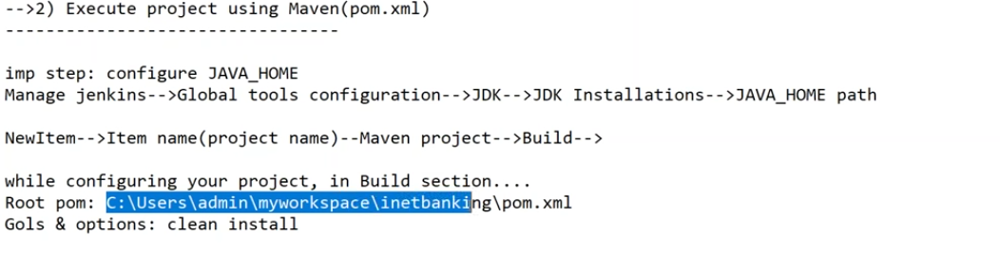 -->2) Execute project using Maven(pom.xml)
---------------------------------
imp step: configure JAVA_HOME
Manage jenkins-->Global tools configuration-->JDK-->JDK Installations-->JAVA_HOME path
NewItem-->Item name(project name)--Maven project-->Build-->
while configuring your project, in Build section....
Root pom: C:\Users\admin\myworkspace\inetbanking\pom.xml
Gols & options: clean install